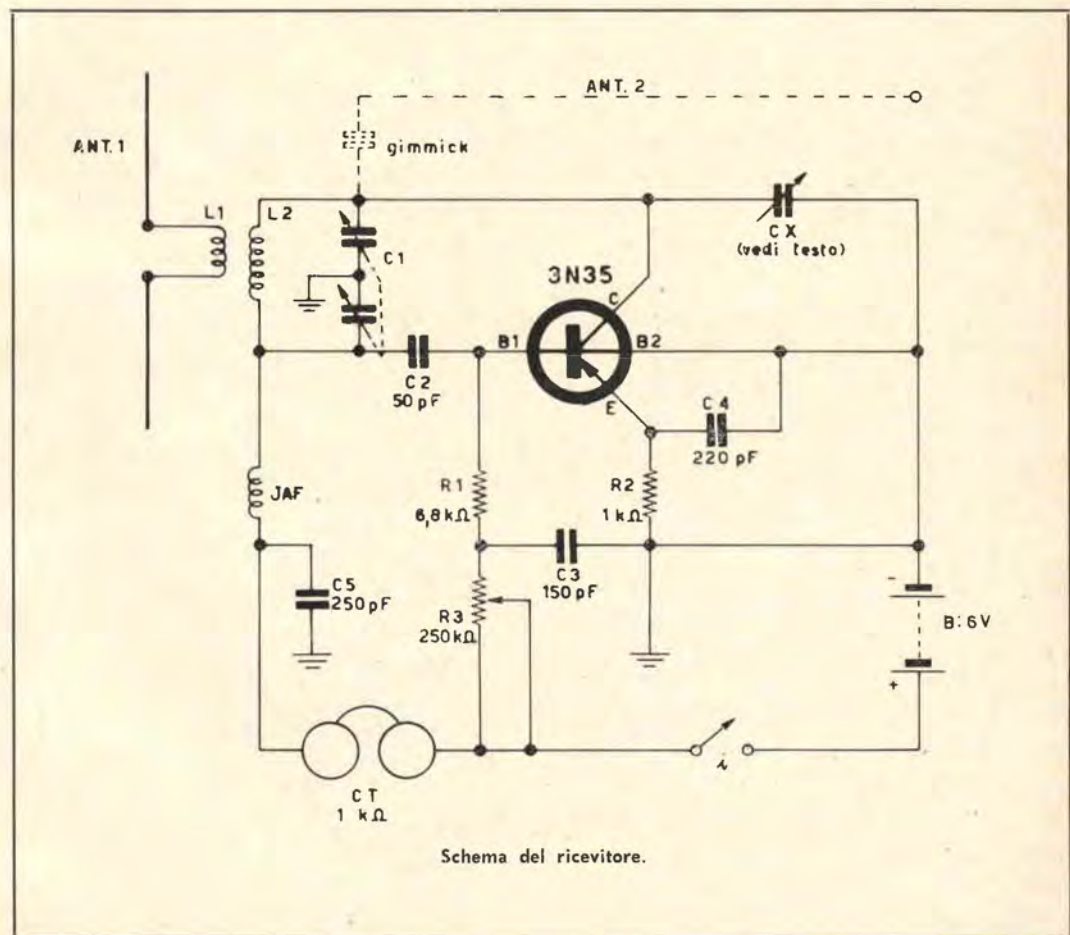 ANT. 2
ANT. 1
gimmick
L1
L2
C1
CX
(vedi testo)
3N35
C
B1
B2
E
C2
50 pF
C4
220 pF
JAF
R1
6,8 kΩ
R2
1 kΩ
C3
150 pF
C5
250 pF
R3
250 kΩ
-
B: 6V
+
i
CT
1 kΩ
Schema del ricevitore.